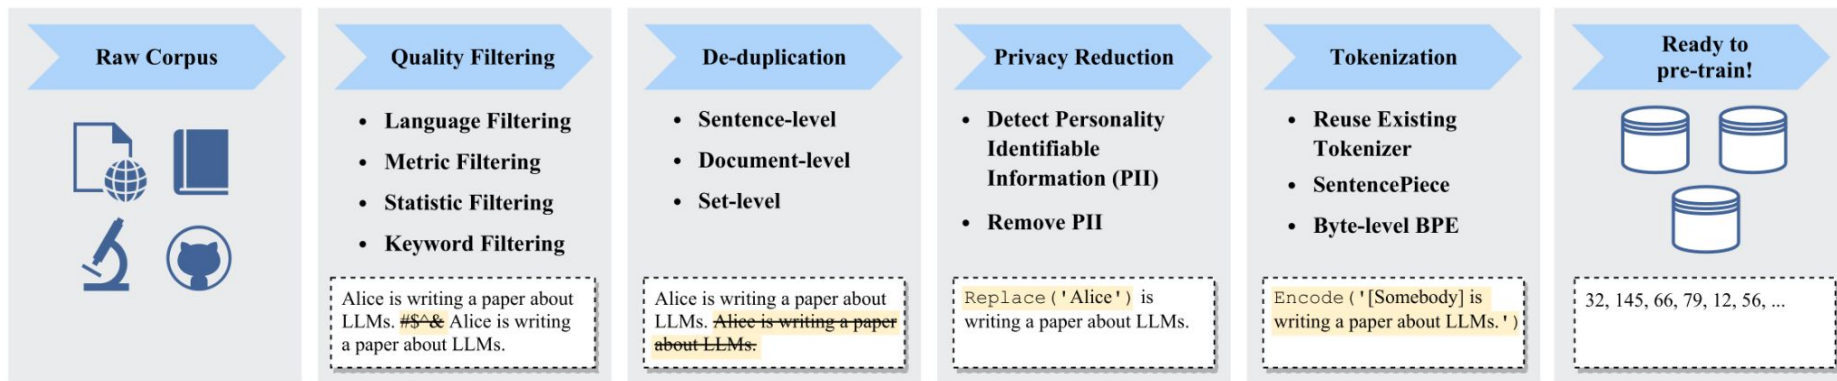 Raw Corpus
Quality Filtering
• Language Filtering
• Metric Filtering
• Statistic Filtering
• Keyword Filtering
Alice is writing a paper about
LLMs. #$^& Alice is writing
a paper about LLMs.
De-duplication
• Sentence-level
• Document-level
• Set-level
Alice is writing a paper about
LLMs. Alice is writing a paper
about LLMs.
Privacy Reduction
• Detect Personality
Identifiable
Information (PII)
• Remove PII
Replace('Alice') is
writing a paper about LLMs.
Tokenization
• Reuse Existing
Tokenizer
• SentencePiece
• Byte-level BPE
Encode('[Somebody] is
writing a paper about LLMs.')
Ready to
pre-train!
32, 145, 66, 79, 12, 56, ...